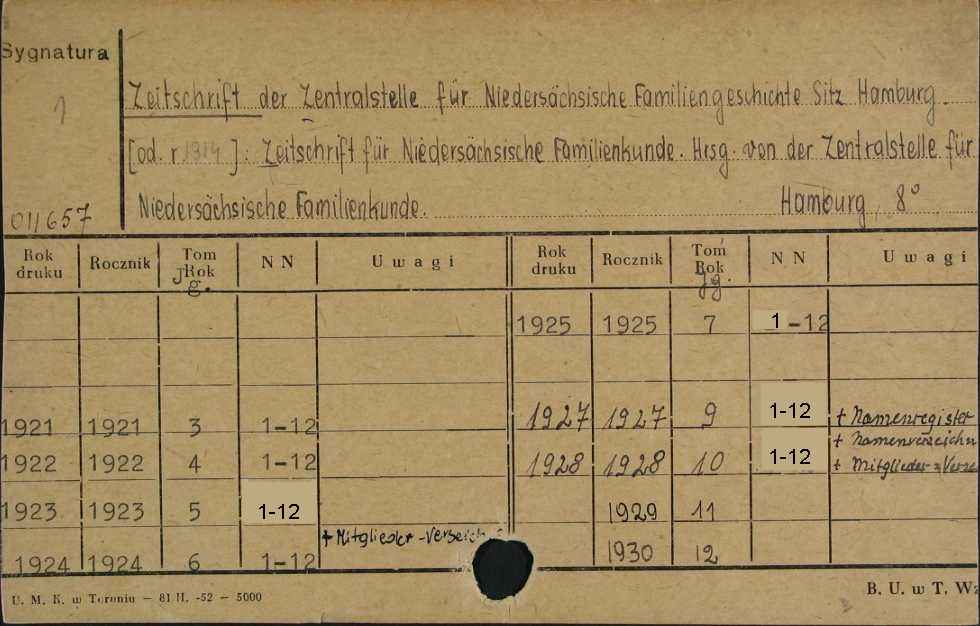 Sygnatura
1
Zeitschrift der Zentralstelle für Niedersächsische Familiengeschichte Sitz Hamburg.
[od. r. 1914]: Zeitschrift für Niedersächsische Familienkunde. Hrsg. von der Zentralstelle für
Niedersächsische Familienkunde. Hamburg, 8°
011657
Rok druku Rocznik Tom Rok Jg. NN Uwagi Rok druku Rocznik Tom Rok Jg. NN Uwagi
1925 1925 7 1-12
1921 1921 3 1-12 1927 1927 9 1-12 + Namenregister
+ Namenverzeichn
1922 1922 4 1-12 1928 1928 10 1-12 + Mitglieder-
1923 1923 5 1-12 1929 11
+ Mitglieder-Verzeich
1924 1924 6 1-12 1930 12
U. M. K. w Toruniu — 81 II. -52 — 5000
B. U. w T. Wz